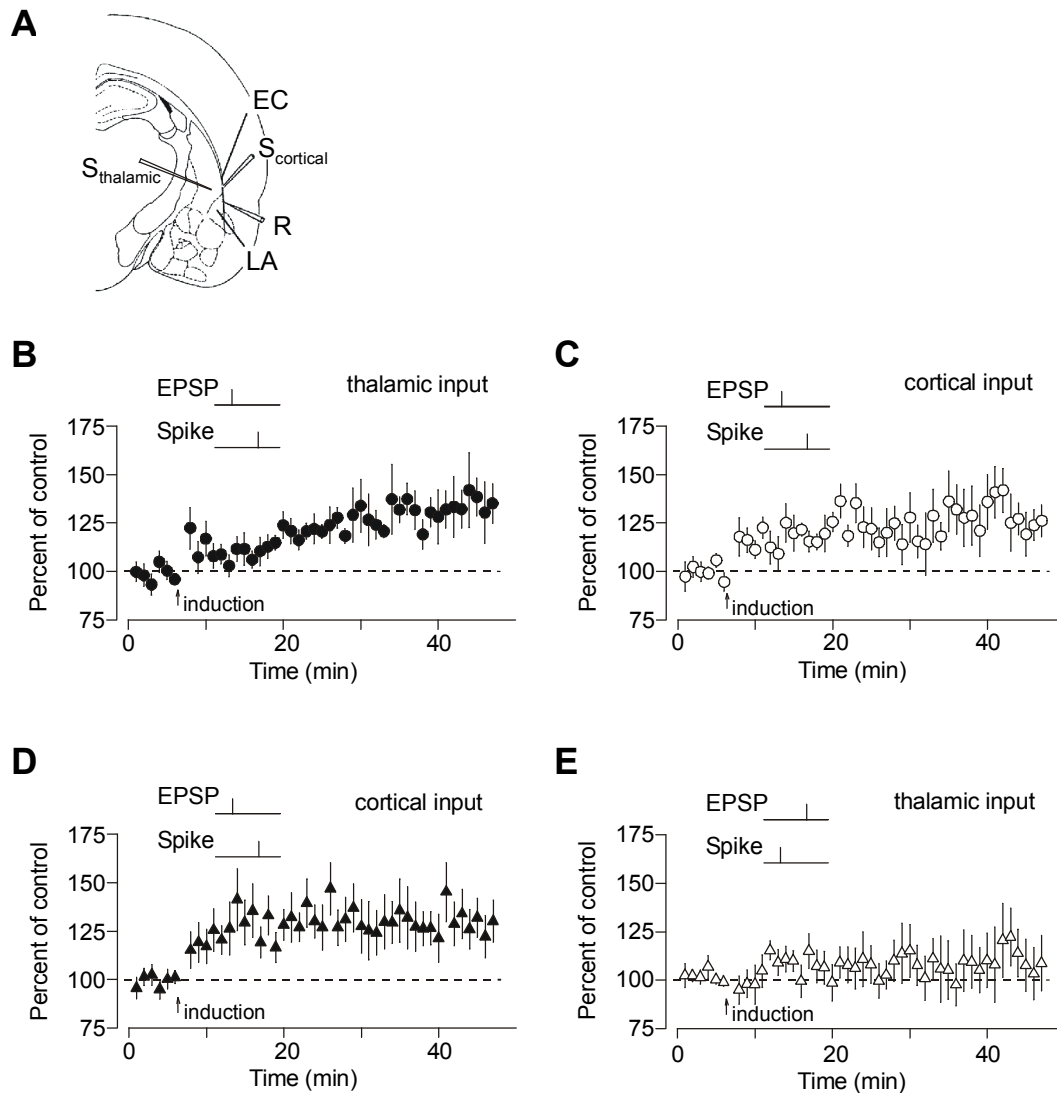 A
EC
S cortical
S thalamic
R
LA
B
EPSP
thalamic input
Spike
175
150
125
100
75
Percent of control
induction
0
20
40
Time (min)
C
EPSP
cortical input
Spike
175
150
125
100
75
Percent of control
induction
0
20
40
Time (min)
D
EPSP
cortical input
Spike
175
150
125
100
75
Percent of control
induction
0
20
40
Time (min)
E
EPSP
thalamic input
Spike
175
150
125
100
75
Percent of control
induction
0
20
40
Time (min)